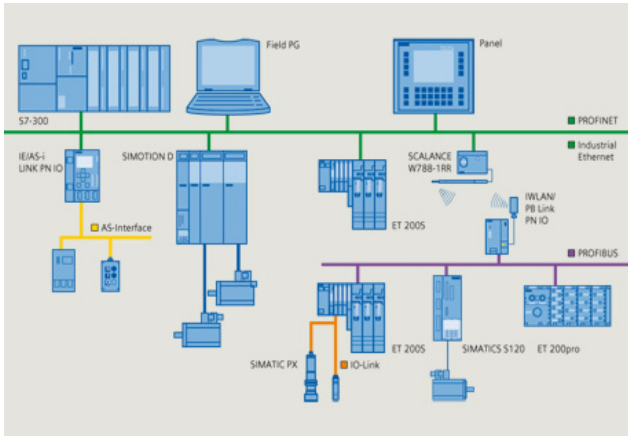 Field PG
Panel
S7-300
PROFINET
IE/AS-i
LINK PN IO
SIMOTION D
SCALANCE
W788-1RR
Industrial
Ethernet
AS-Interface
ET 200S
IWLAN/
PB Link
PN IO
PROFIBUS
SIMATIC PX
IO-Link
ET 200S
SIMATICS S120
ET 200pro